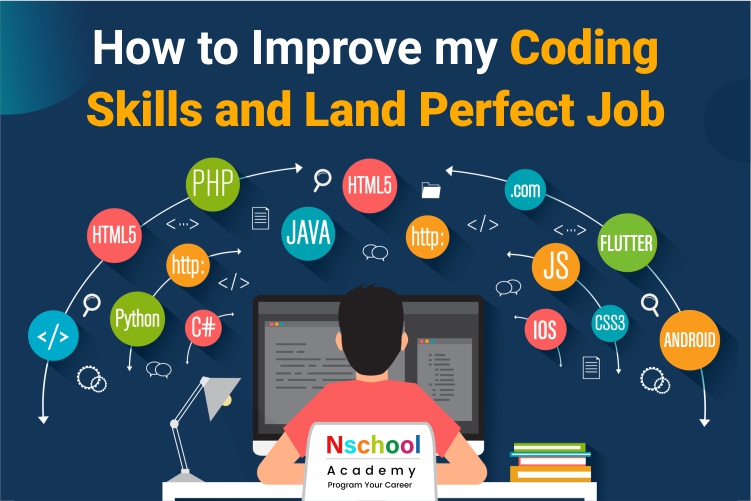 How to Improve my Coding
Skills and Land Perfect Job
PHP
HTML5
.com
HTML5
JAVA
http:
FLUTTER
http:
JS
</>
Python
C#
IOS
CSS3
ANDROID
<...>
</>
<...>
</>
Nschool
Academy
Program Your Career